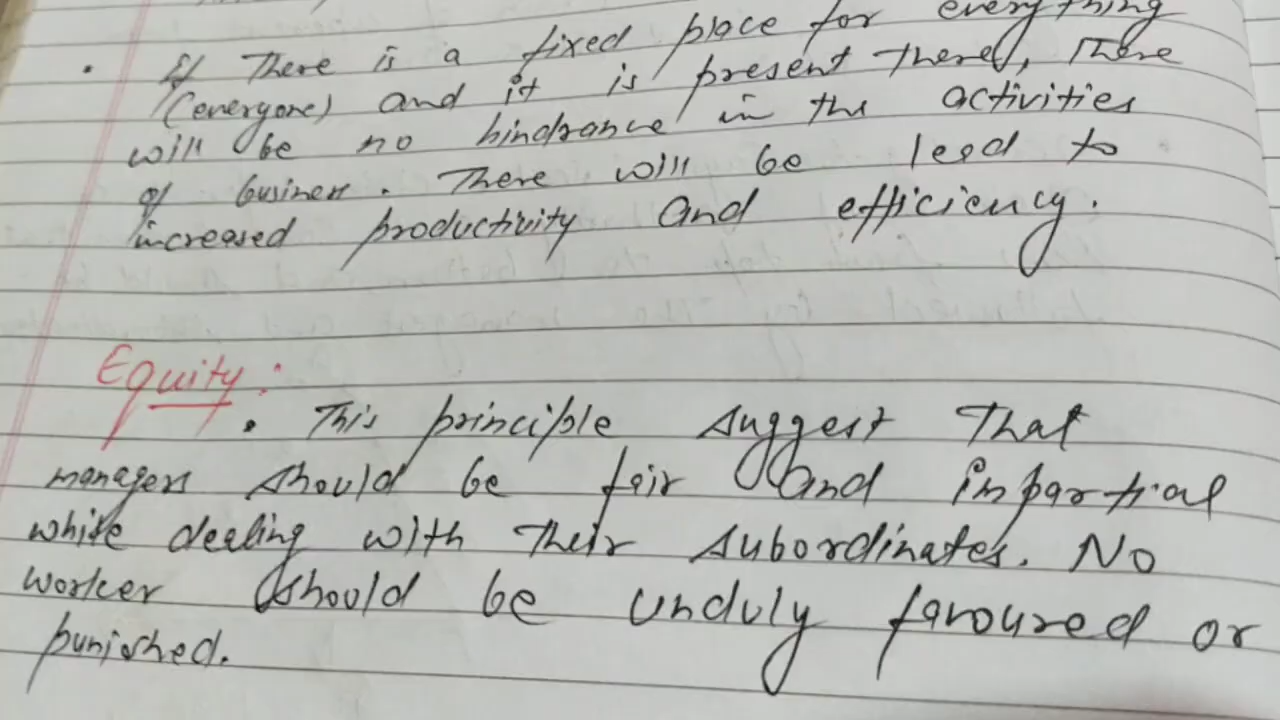 • If There is a fixed place for everything
(everyone) and it is present there, There
will be no hindrance in the activities
of business. There will be lead to
increased productivity and efficiency.
Equity:
• This principle suggest That
managers should be fair and impartial
while dealing with Their subordinates. No
worker should be unduly favoured or
punished.